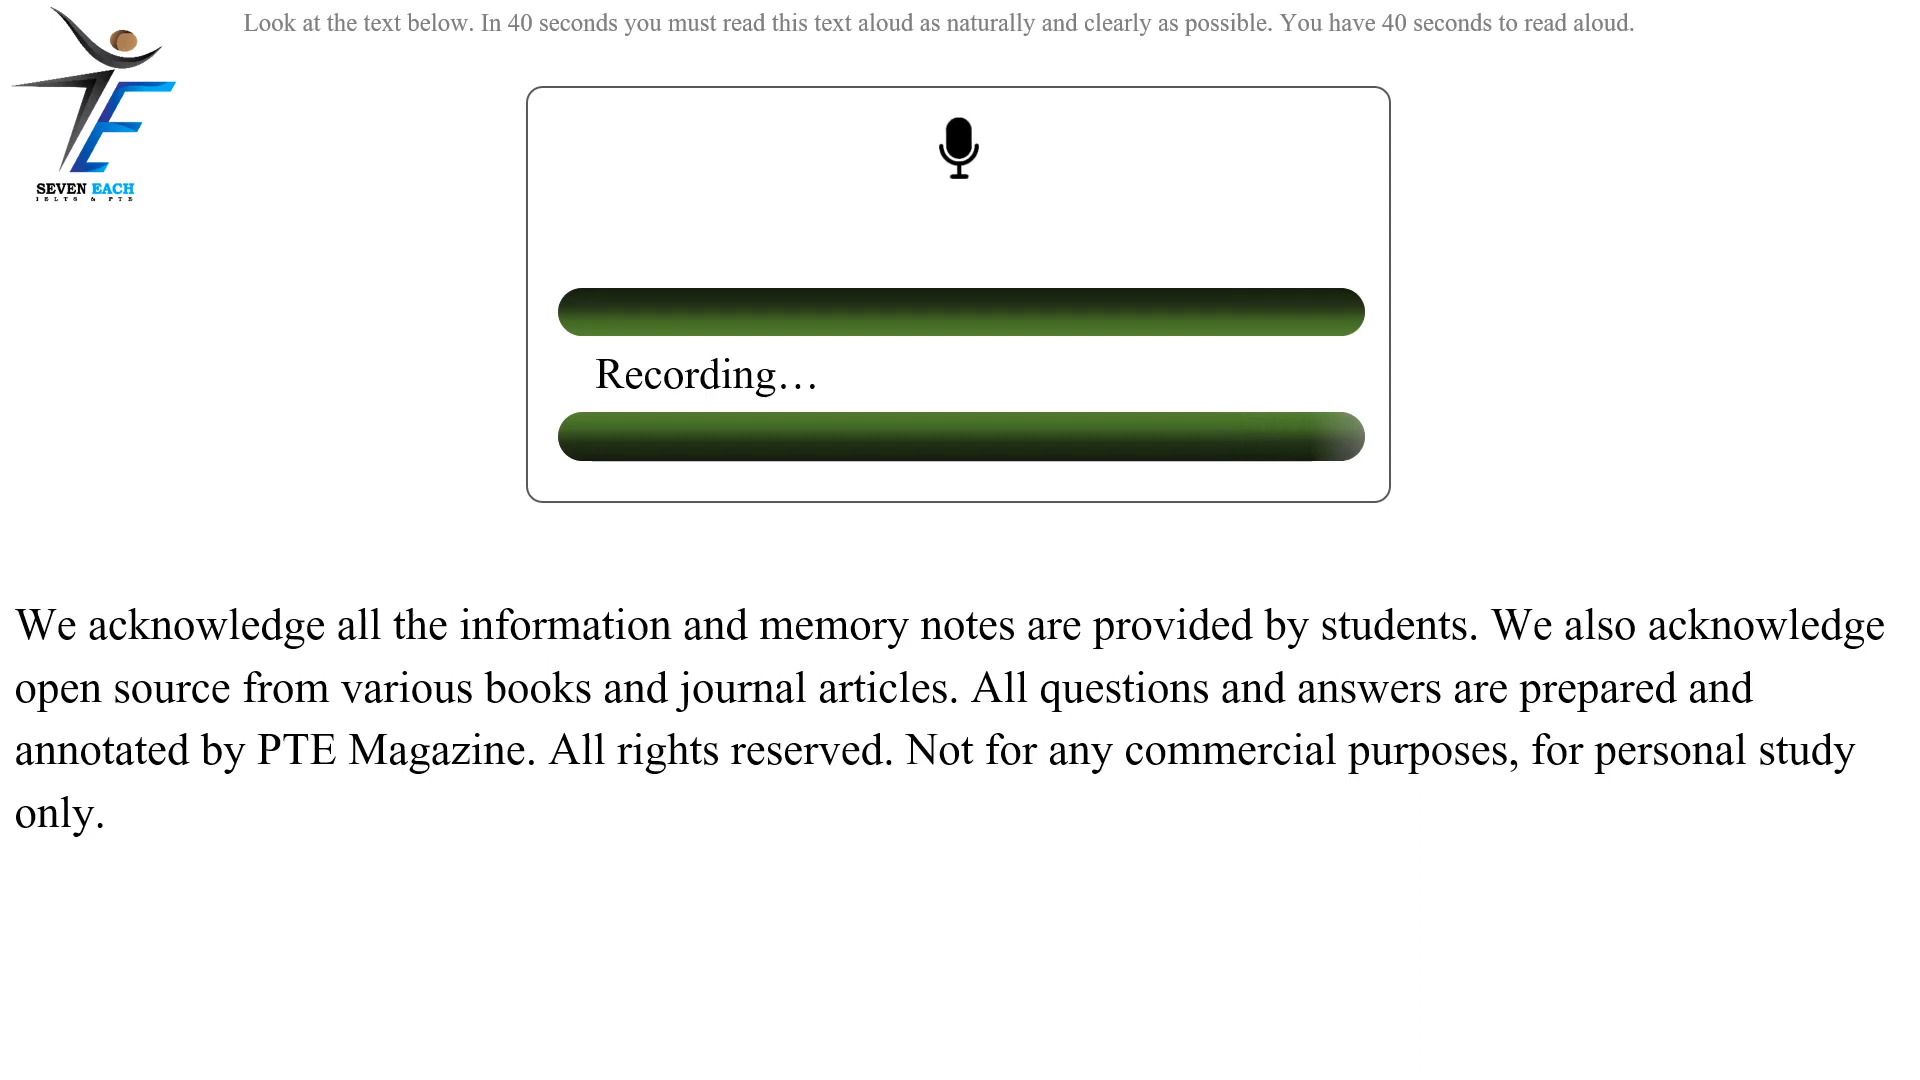 Look at the text below. In 40 seconds you must read this text aloud as naturally and clearly as possible. You have 40 seconds to read aloud.
SEVEN EACH
IELTS & PTE
Recording…
We acknowledge all the information and memory notes are provided by students. We also acknowledge
open source from various books and journal articles. All questions and answers are prepared and
annotated by PTE Magazine. All rights reserved. Not for any commercial purposes, for personal study
only.